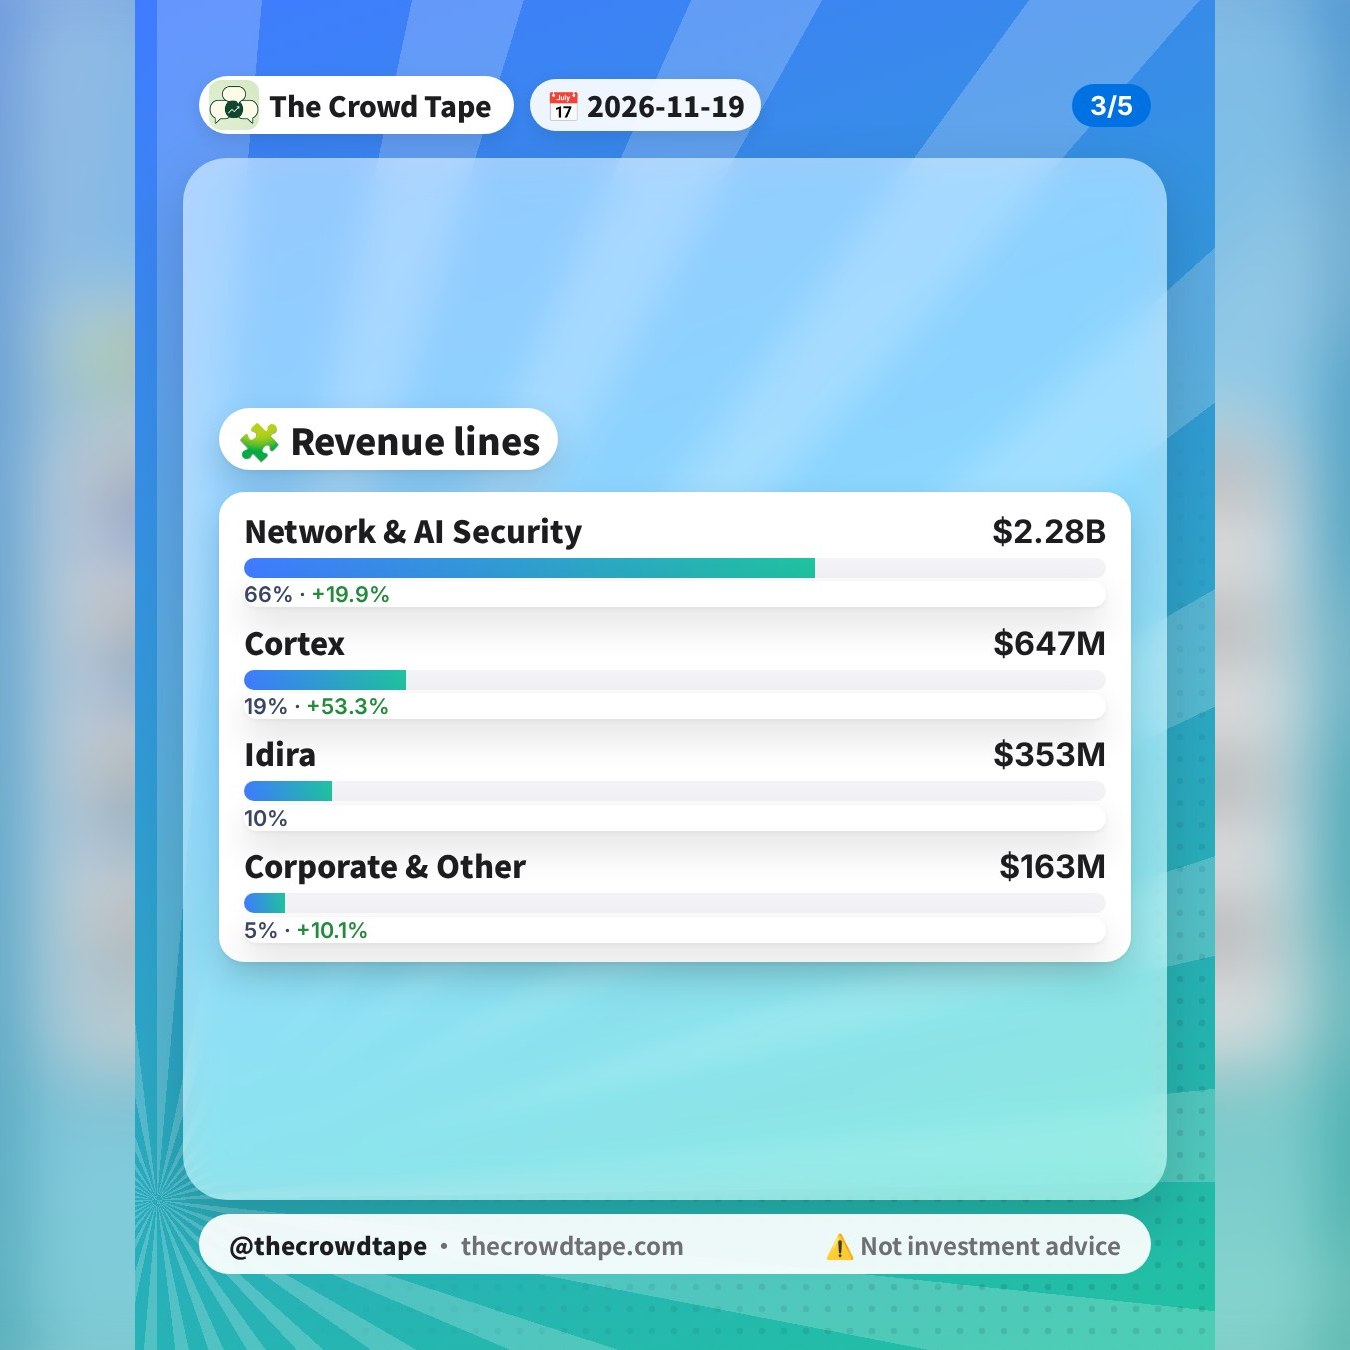 The Crowd Tape
📅 2026-11-19
3/5
🧩 Revenue lines
Network & AI Security $2.28B
66% · +19.9%
Cortex $647M
19% · +53.3%
Idira $353M
10%
Corporate & Other $163M
5% · +10.1%
@thecrowdtape • thecrowdtape.com ⚠️ Not investment advice